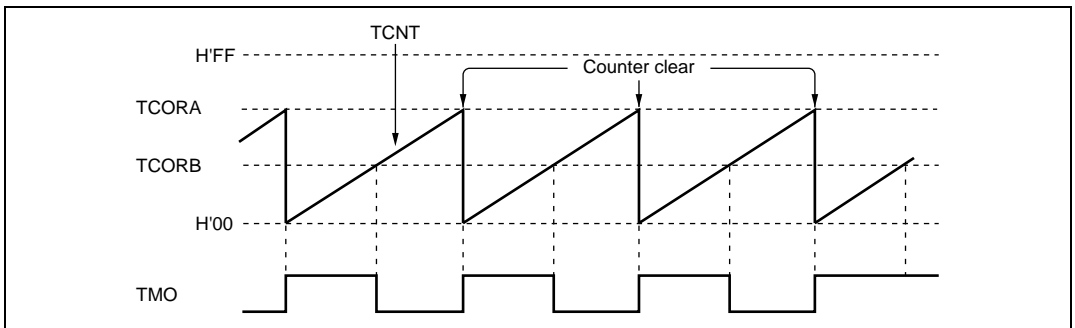 TCNT
H'FF
Counter clear
TCORA
TCORB
H'00
TMO